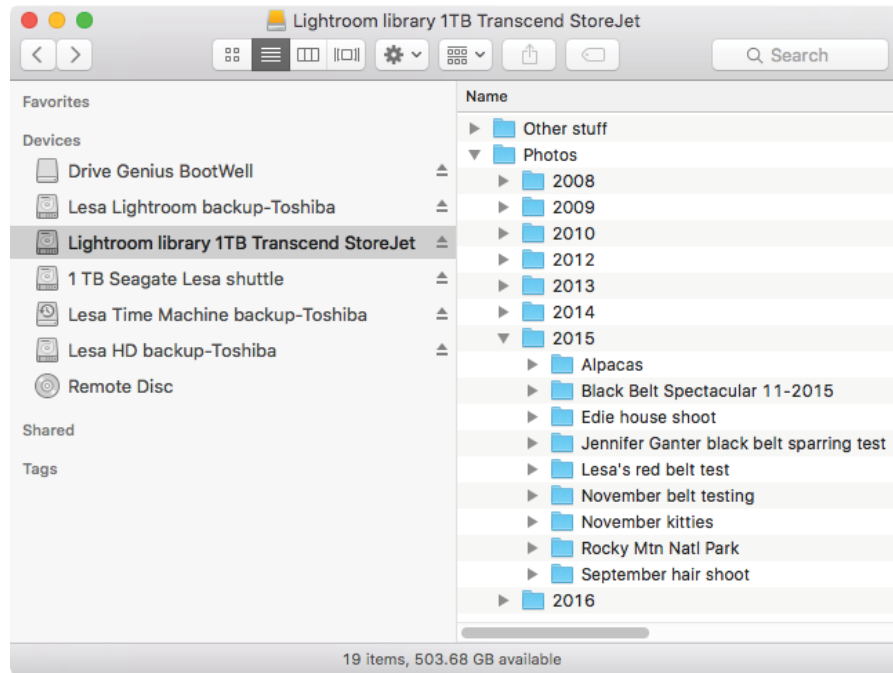 Lightroom library 1TB Transcend StoreJet
Search
Favorites
Devices
Drive Genius BootWell
Lesa Lightroom backup-Toshiba
Lightroom library 1TB Transcend StoreJet
1 TB Seagate Lesa shuttle
Lesa Time Machine backup-Toshiba
Lesa HD backup-Toshiba
Remote Disc
Shared
Tags
Name
Other stuff
Photos
2008
2009
2010
2012
2013
2014
2015
Alpacas
Black Belt Spectacular 11-2015
Edie house shoot
Jennifer Ganter black belt sparring test
Lesa's red belt test
November belt testing
November kitties
Rocky Mtn Natl Park
September hair shoot
2016
19 items, 503.68 GB available